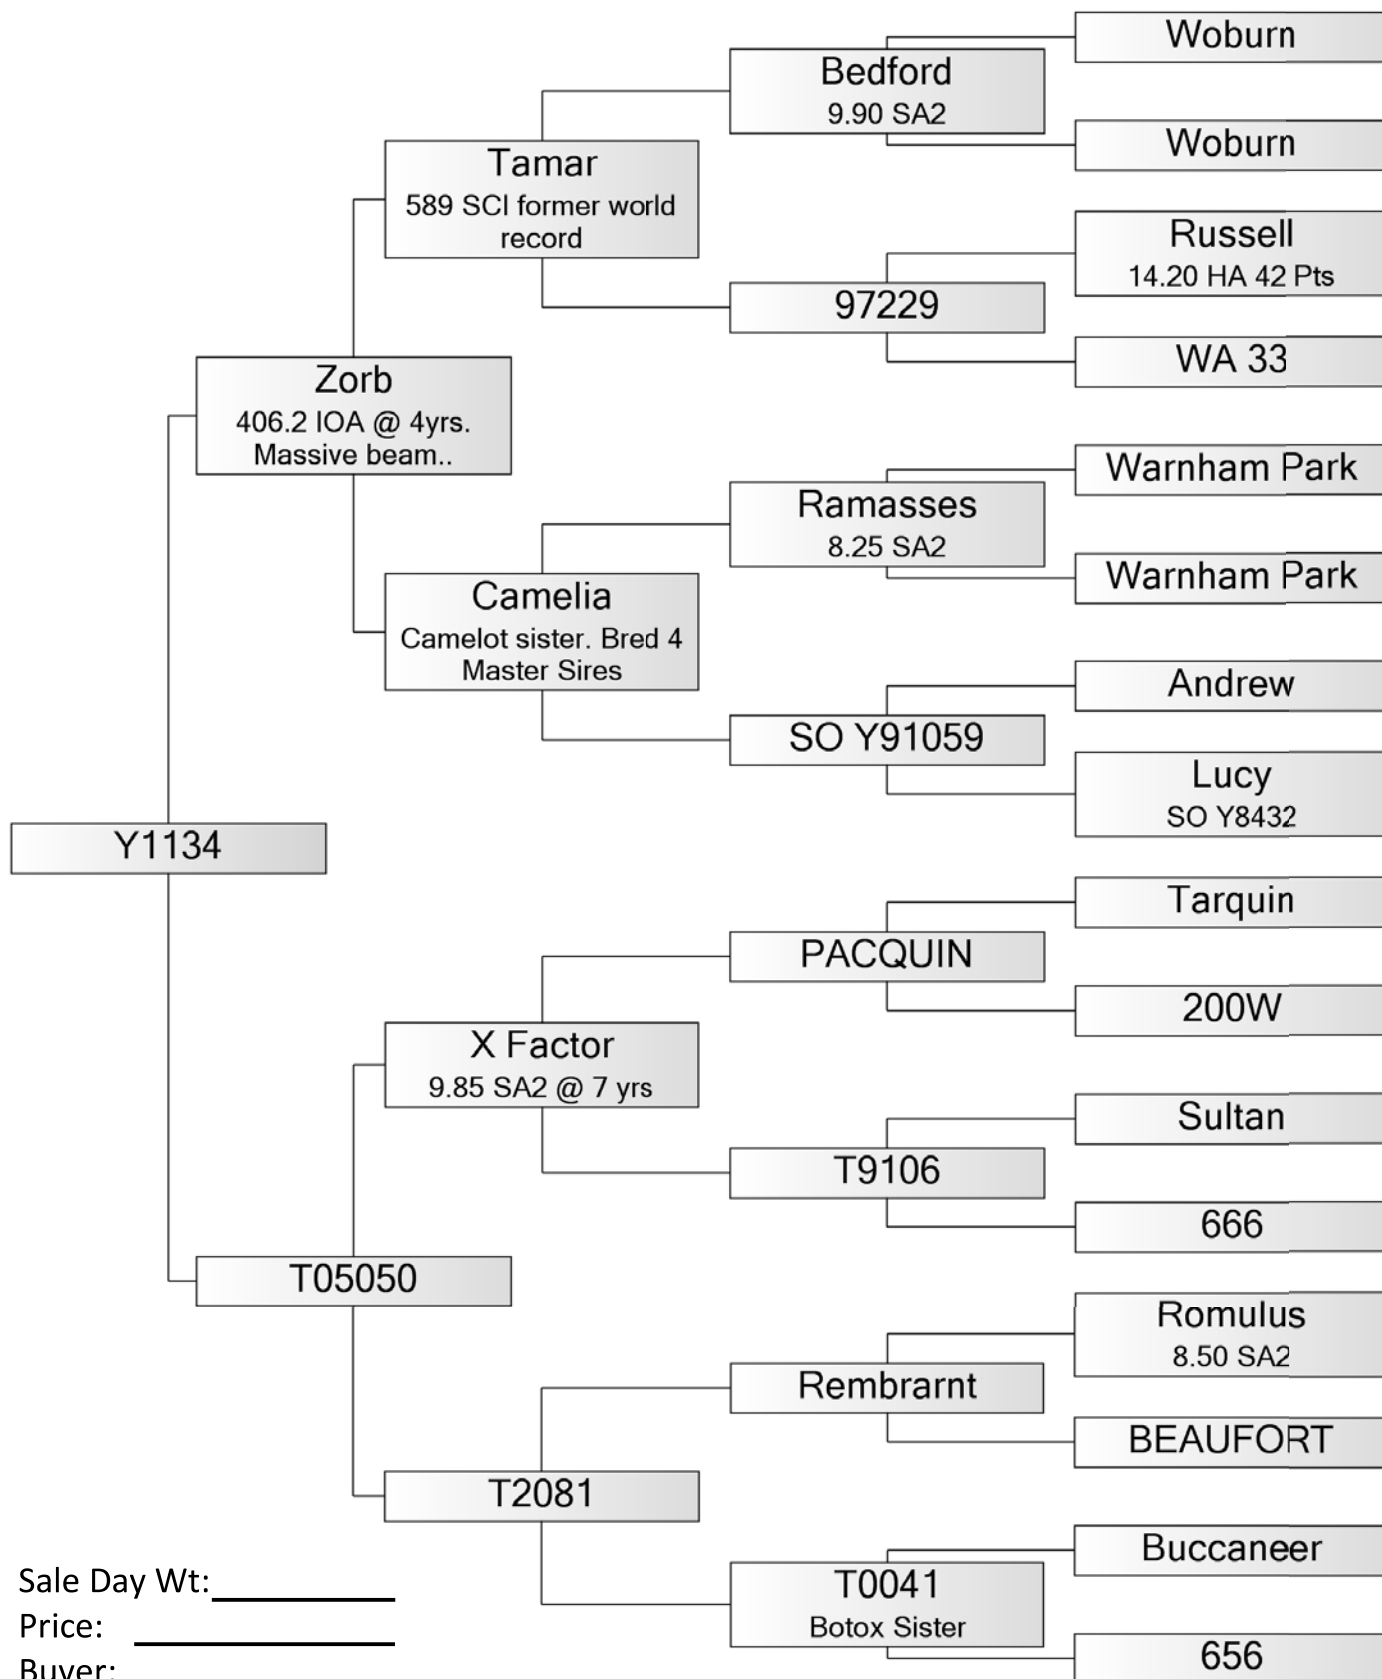 Woburn
Bedford
9.90 SA2
Woburn
Tamar
589 SCI former world
record
Russell
14.20 HA 42 Pts
97229
WA 33
Zorb
406.2 IOA @ 4yrs.
Massive beam..
Warnham Park
Ramasses
8.25 SA2
Warnham Park
Camelia
Camelot sister. Bred 4
Master Sires
Andrew
SO Y91059
Lucy
SO Y8432
Y1134
Tarquin
PACQUIN
200W
X Factor
9.85 SA2 @ 7 yrs
Sultan
T9106
666
T05050
Romulus
8.50 SA2
Rembrarnt
BEAUFORT
T2081
Buccaneer
T0041
Botox Sister
656
Sale Day Wt:
Price:
Buyer: